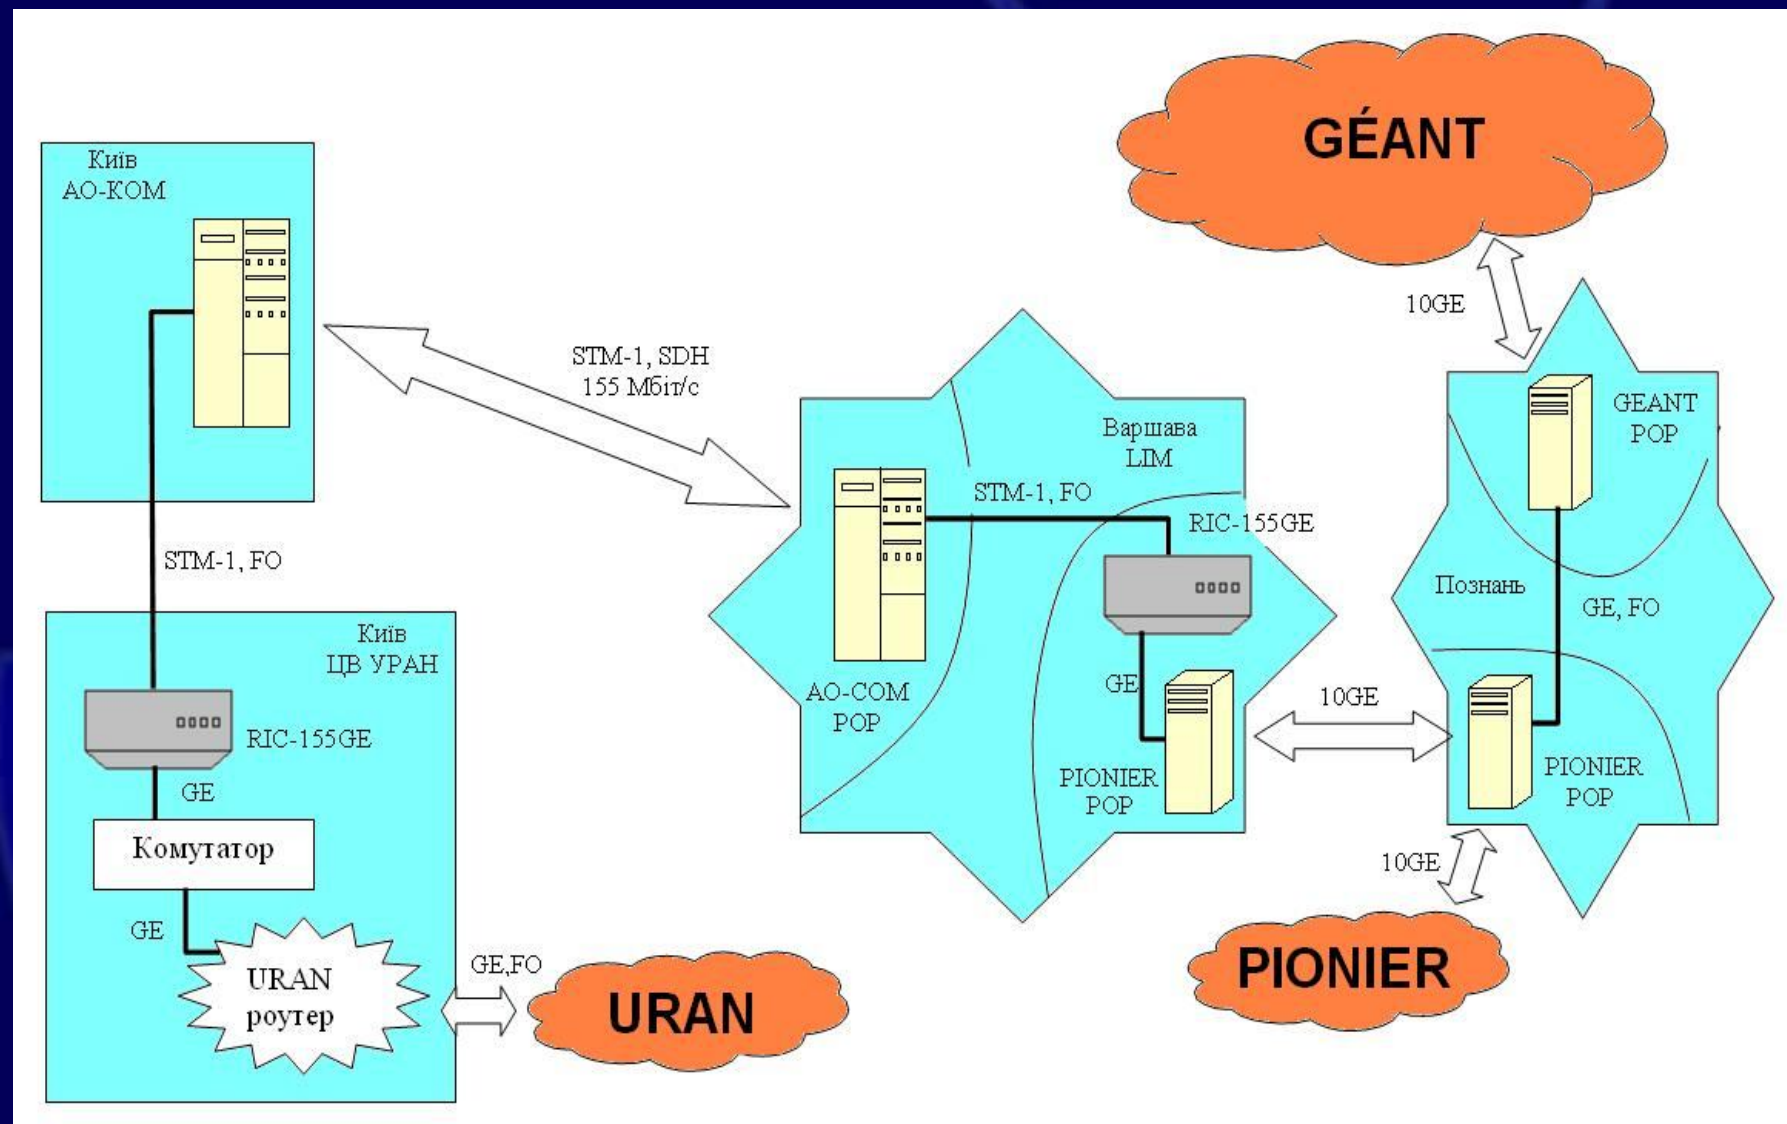 Київ
АО-КОМ
STM-1, FO
Київ
ЦВ УРАН
RIC-155GE
GE
Комутатор
GE
URAN
роутер
GE,FO
URAN
STM-1, SDH
155 Мбіт/с
Варшава
LIM
STM-1, FO
RIC-155GE
AO-COM
POP
GE
PIONIER
POP
10GE
GÉANT
10GE
GEANT
POP
Познань
GE, FO
PIONIER
POP
10GE
PIONIER